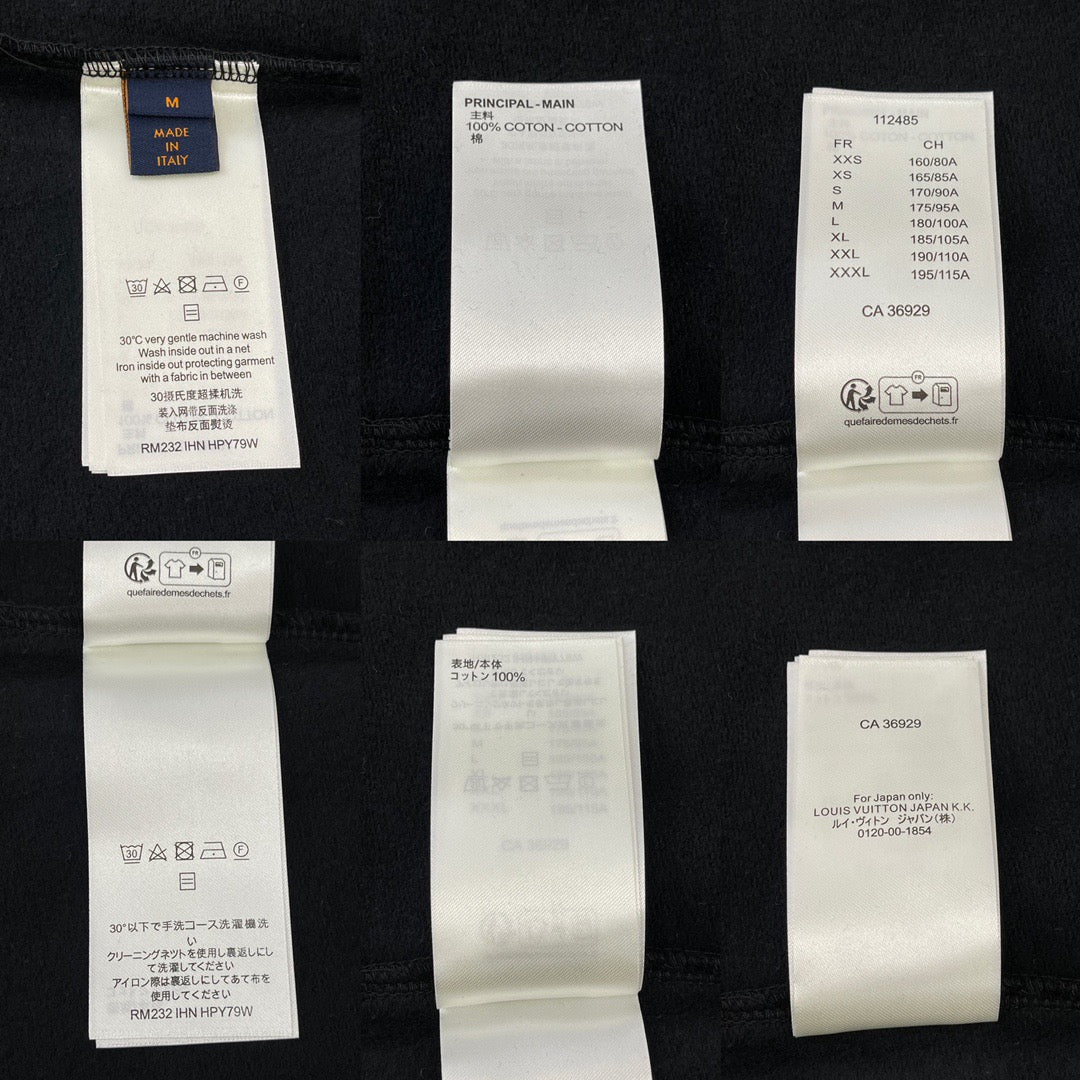 M
MADE
IN
ITALY
30
F
30℃ very gentle machine wash
Wash inside out in a net
Iron inside out protecting garment
with a fabric in between
30摄氏度超揉机洗
装入网带反面洗涤
垫布反面熨烫
RM232 IHN HPY79W
PRINCIPAL-MAIN
主料
100% COTON - COTTON
棉
112485
FR CH
XXS 160/80A
XS 165/85A
S 170/90A
M 175/95A
L 180/100A
XL 185/105A
XXL 190/110A
XXXL 195/115A
CA 36929
FR
quefairedemesdechets.fr
FR
quefairedemesdechets.fr
30
F
30°以下で手洗コース洗濯機洗
い
クリーニングネツトを使用し裏返しにし
て洗濯してください
アイロン際は裏返しにしてあて布を
使用してください
RM232 IHN HPY79W
表地/本体
コットン100%
CA 36929
For Japan only:
LOUIS VUITTON JAPAN K.K.
ルイ・ヴィトン ジャパン(株)
0120-00-1854